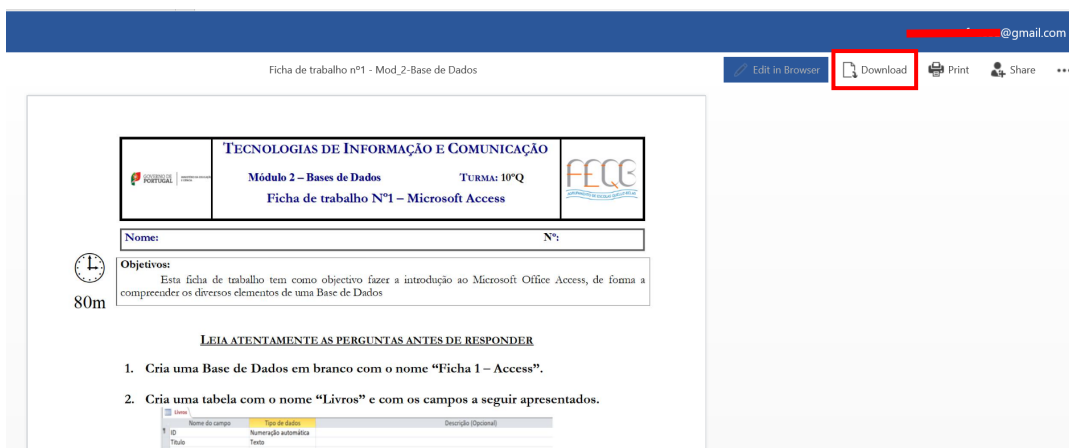 @gmail.com
Ficha de trabalho nº1 - Mod_2-Base de Dados
Edit in Browser
Download
Print
Share
TECNOLOGIAS DE INFORMAÇÃO E COMUNICAÇÃO
GOVERNO DE
PORTUGAL
Módulo 2 – Bases de Dados TURMA: 10ºQ
Ficha de trabalho Nº1 – Microsoft Access
Nome: Nº:
80m
Objetivos:
Esta ficha de trabalho tem como objectivo fazer a introdução ao Microsoft Office Access, de forma a
compreender os diversos elementos de uma Base de Dados
LEIA ATENTAMENTE AS PERGUNTAS ANTES DE RESPONDER
1. Cria uma Base de Dados em branco com o nome “Ficha 1 – Access”.
2. Cria uma tabela com o nome “Livros” e com os campos a seguir apresentados.
Livros
Nome do campo Tipo de dados Descrição (Opcional)
ID Numeração automática
Título Texto